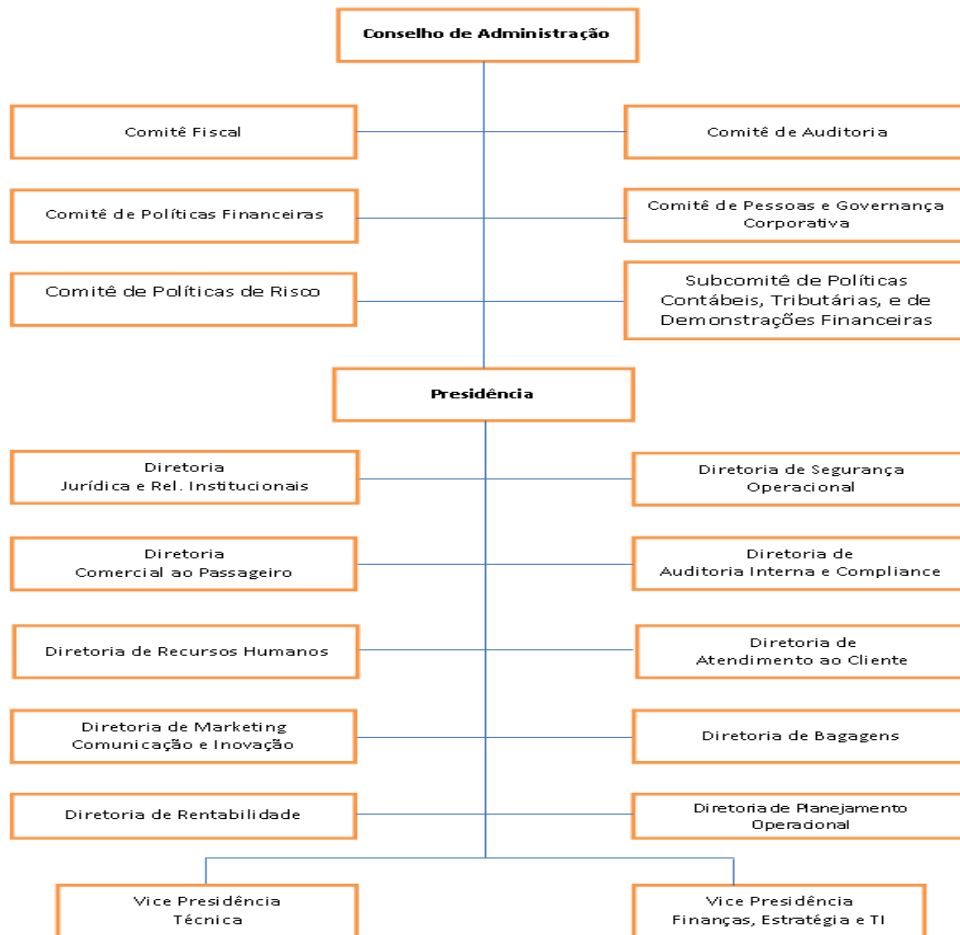 Conselho de Administração
Comitê Fiscal
Comitê de Auditoria
Comitê de Políticas Financeiras
Comitê de Pessoas e Governança
Corporativa
Comitê de Políticas de Risco
Subcomitê de Políticas
Contábeis, Tributárias, e de
Demonstrações Financeiras
Presidência
Diretoria
Jurídica e Rel. Institucionais
Diretoria de Segurança
Operacional
Diretoria
Comercial ao Passageiro
Diretoria de
Auditoria Interna e Compliance
Diretoria de Recursos Humanos
Diretoria de
Atendimento ao Cliente
Diretoria de Marketing
Comunicação e Inovação
Diretoria de Bagagens
Diretoria de Rentabilidade
Diretoria de Planejamento
Operacional
Vice Presidência
Técnica
Vice Presidência
Finanças, Estratégia e TI